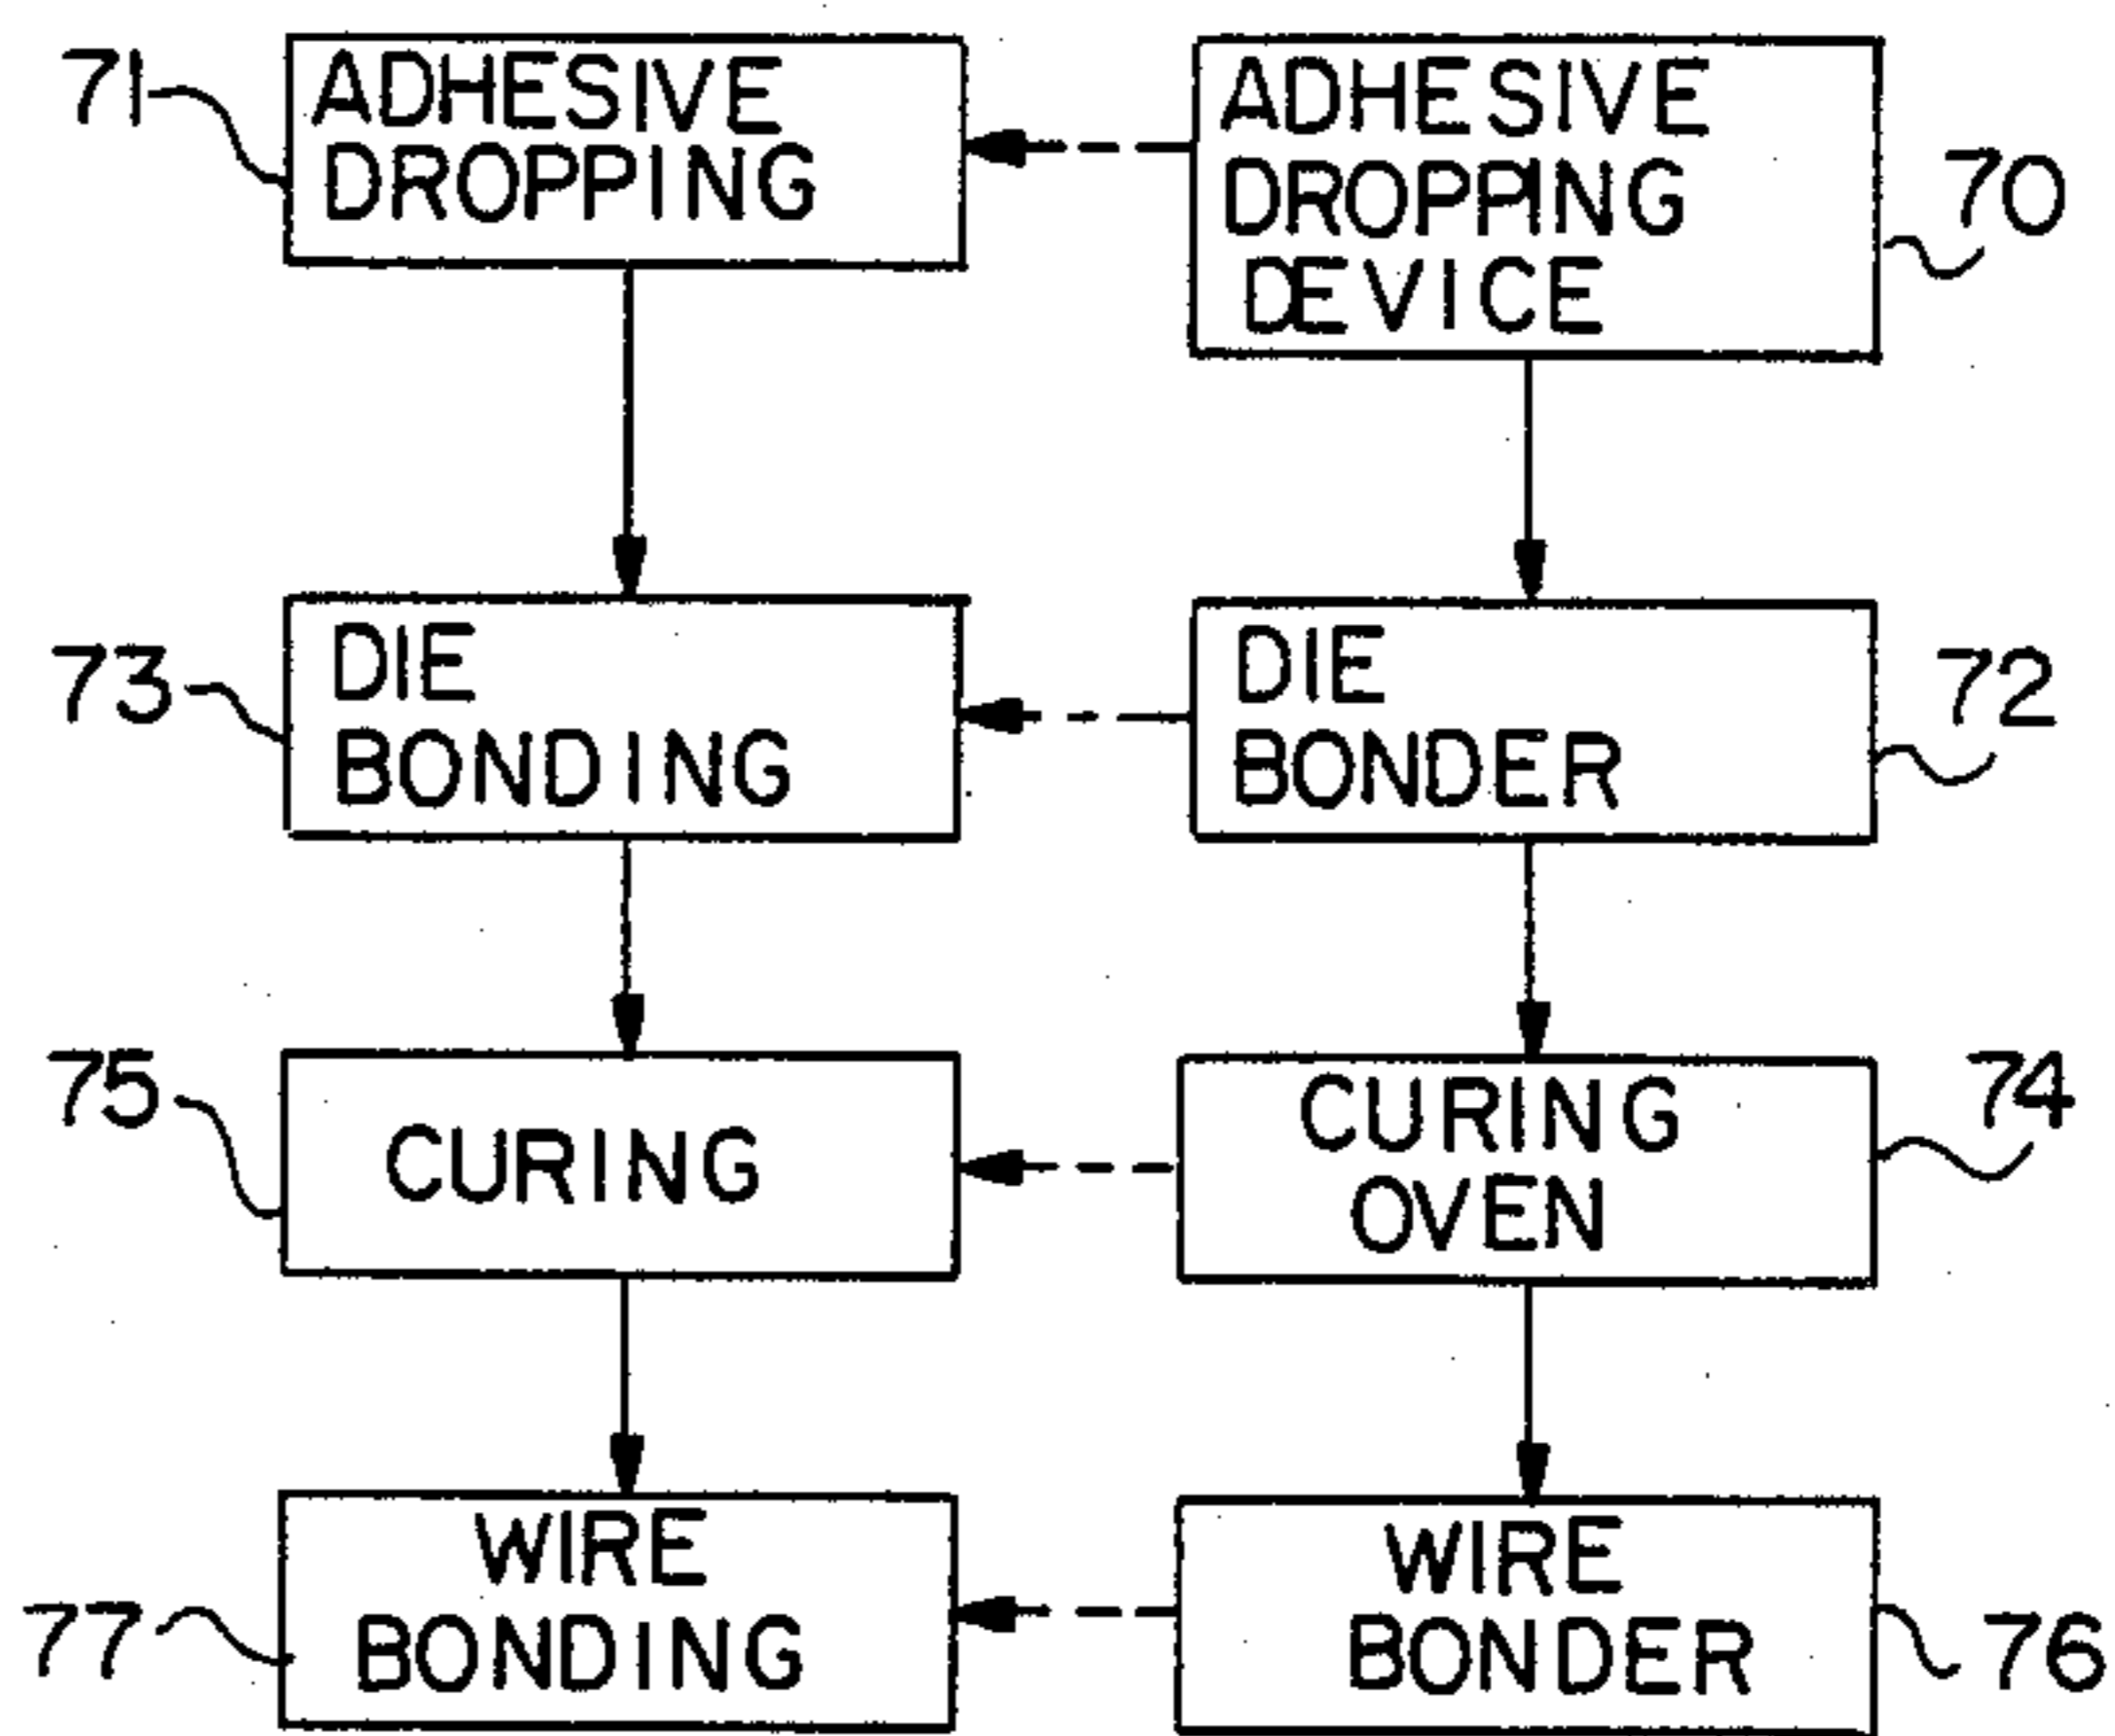 71
ADHESIVE
DROPPING
ADHESIVE
DROPPING
DEVICE
70
73
DIE
BONDING
DIE
BONDER
72
75
CURING
CURING
OVEN
74
77
WIRE
BONDING
WIRE
BONDER
76